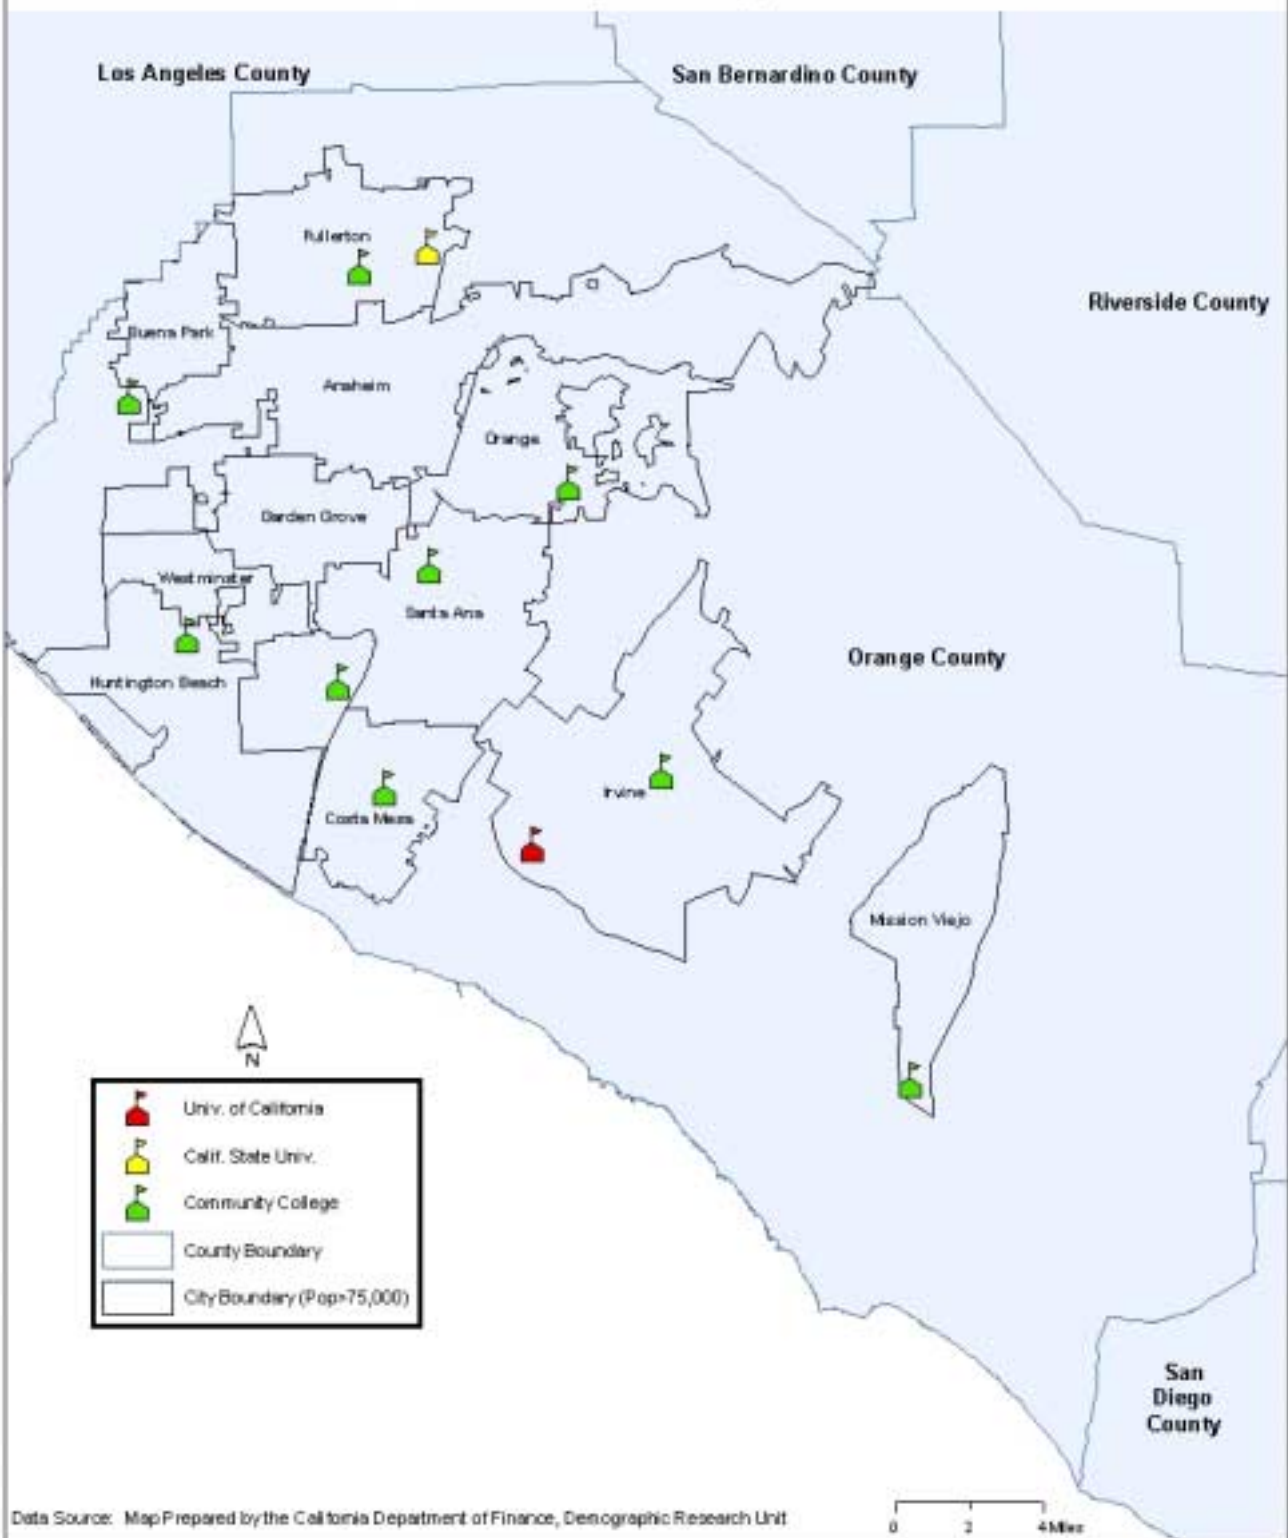 Los Angeles County
San Bernardino County
Fullerton
Riverside County
Buena Park
Anaheim
Orange
Garden Grove
Westminster
Santa Ana
Orange County
Huntington Beach
Irvine
Costa Mesa
Mission Viejo
N
Univ. of California
Calif. State Univ.
Community College
County Boundary
City Boundary (Pop>75,000)
San
Diego
County
Data Source: Map Prepared by the California Department of Finance, Demographic Research Unit
0 2 4 Miles